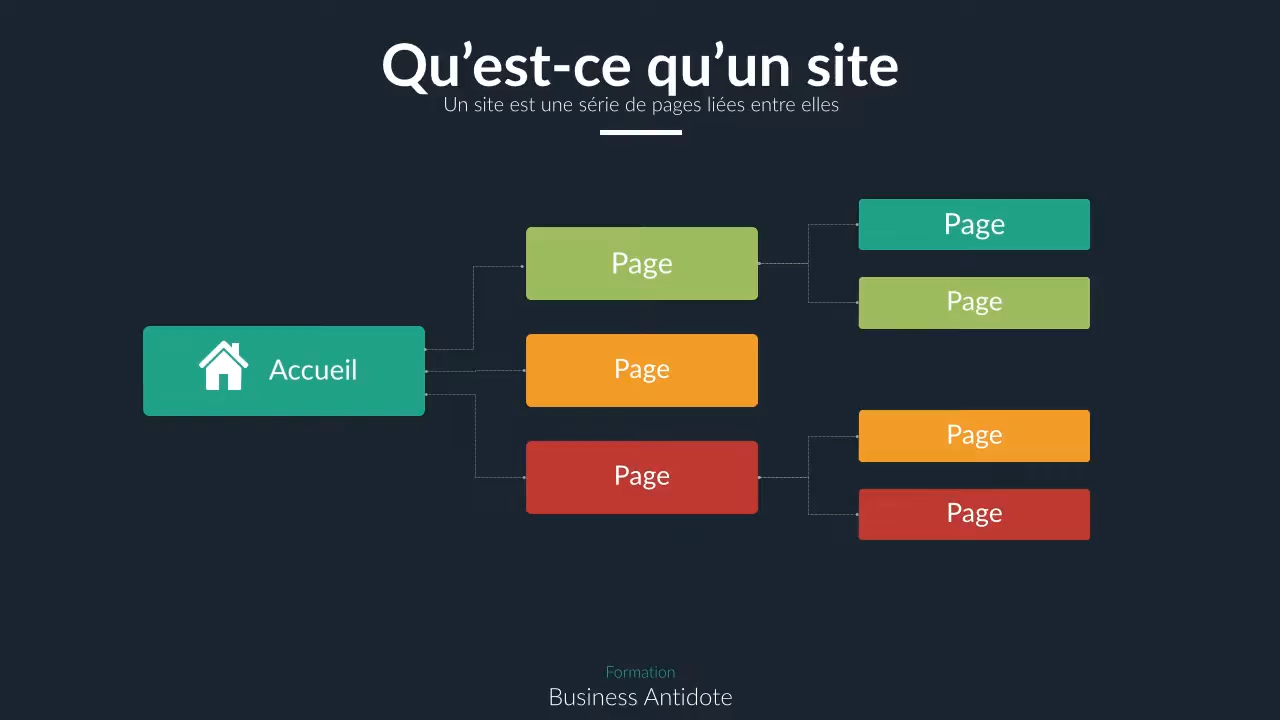 Qu’est-ce qu’un site
Un site est une série de pages liées entre elles
Accueil
Page
Page
Page
Page
Page
Page
Page
Formation
Business Antidote